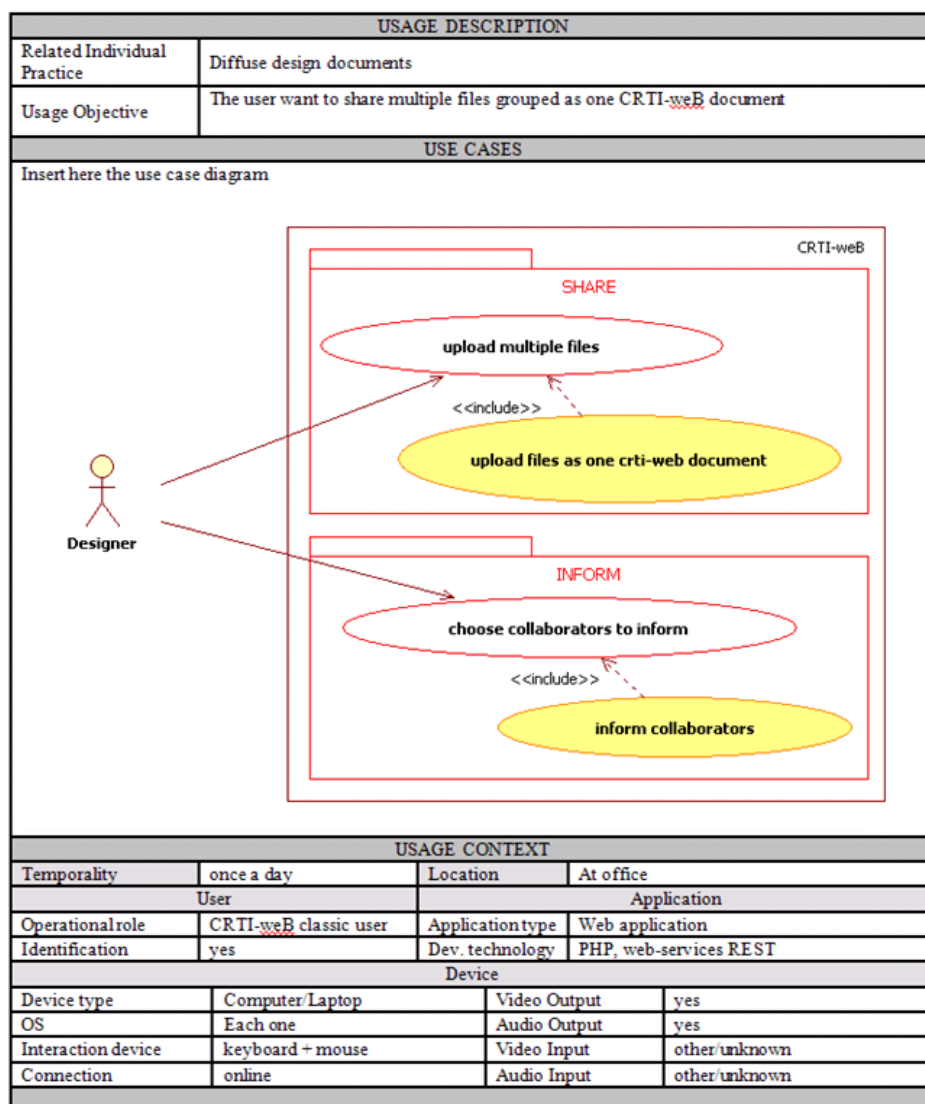 USAGE DESCRIPTION
Related Individual
Practice
Diffuse design documents
Usage Objective
The user want to share multiple files grouped as one CRTI-weB document
USE CASES
Insert here the use case diagram
CRTI-weB
SHARE
upload multiple files
<<include>>
upload files as one crti-web document
Designer
INFORM
choose collaborators to inform
<<include>>
inform collaborators
USAGE CONTEXT
Temporality once a day Location At office
User Application
Operational role CRTI-weB classic user Application type Web application
Identification yes Dev. technology PHP, web-services REST
Device
Device type Computer/Laptop Video Output yes
OS Each one Audio Output yes
Interaction device keyboard + mouse Video Input other/unknown
Connection online Audio Input other/unknown